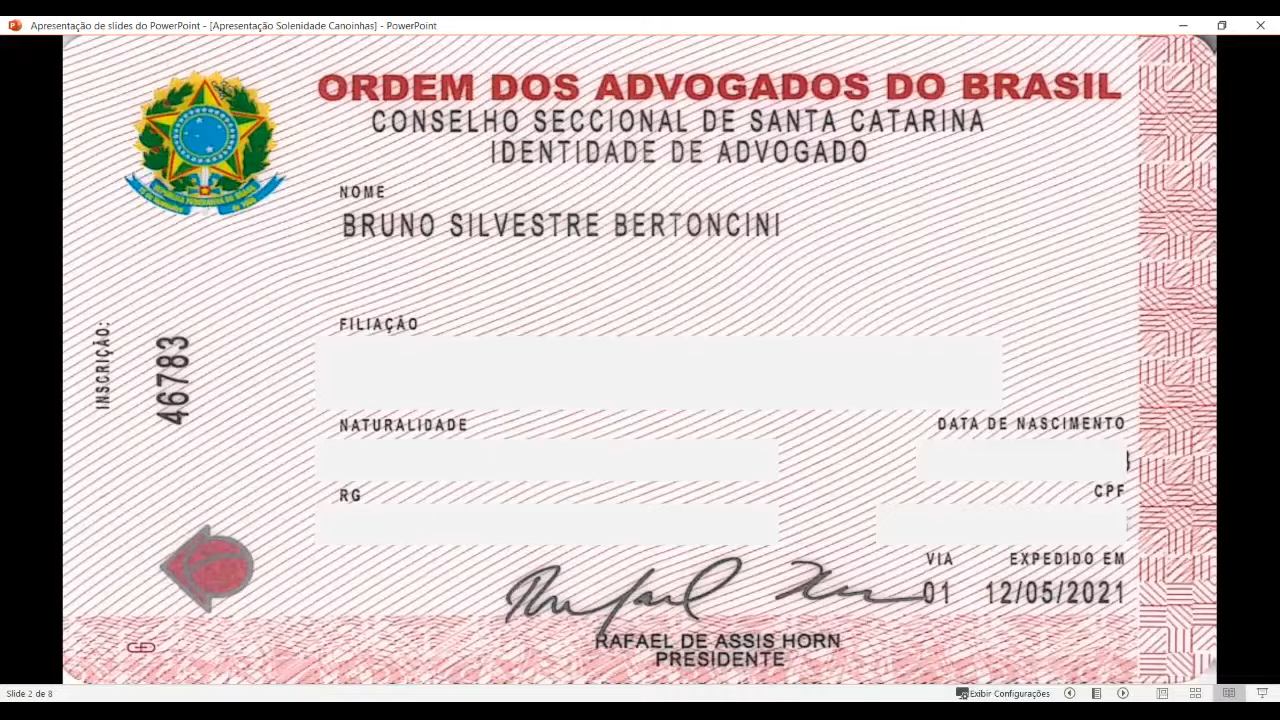 Apresentação de slides do PowerPoint - [Apresentação Solenidade Canoinhas] - PowerPoint
ORDEM DOS ADVOGADOS DO BRASIL
CONSELHO SECCIONAL DE SANTA CATARINA
IDENTIDADE DE ADVOGADO
NOME
BRUNO SILVESTRE BERTONCINI
INSCRIÇÃO:
46783
FILIAÇÃO
NATURALIDADE
DATA DE NASCIMENTO
RG
CPF
VIA
EXPEDIDO EM
01
12/05/2021
RAFAEL DE ASSIS HORN
PRESIDENTE
Slide 2 de 8
Exibir Configurações